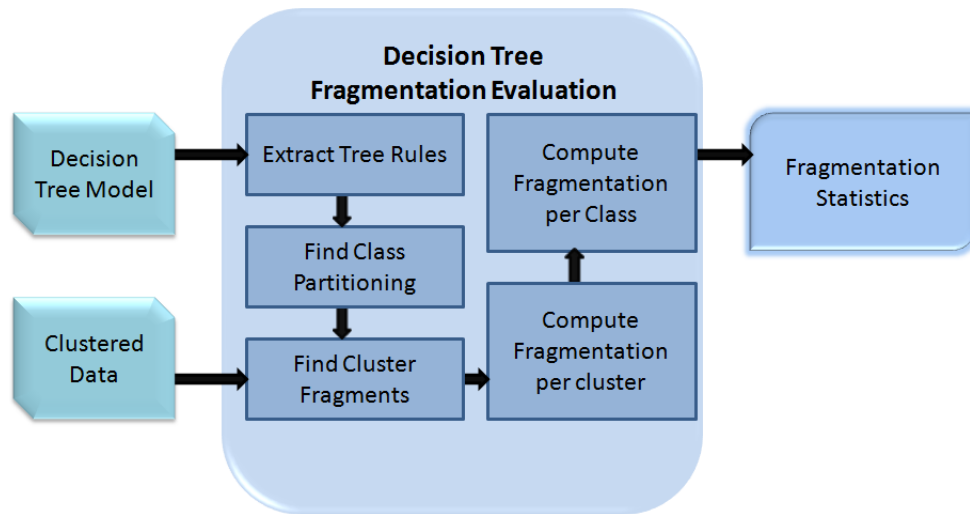 Decision Tree
Fragmentation Evaluation
Decision
Tree Model
Extract Tree Rules
Find Class
Partitioning
Clustered
Data
Find Cluster
Fragments
Compute
Fragmentation
per cluster
Compute
Fragmentation
per Class
Fragmentation
Statistics